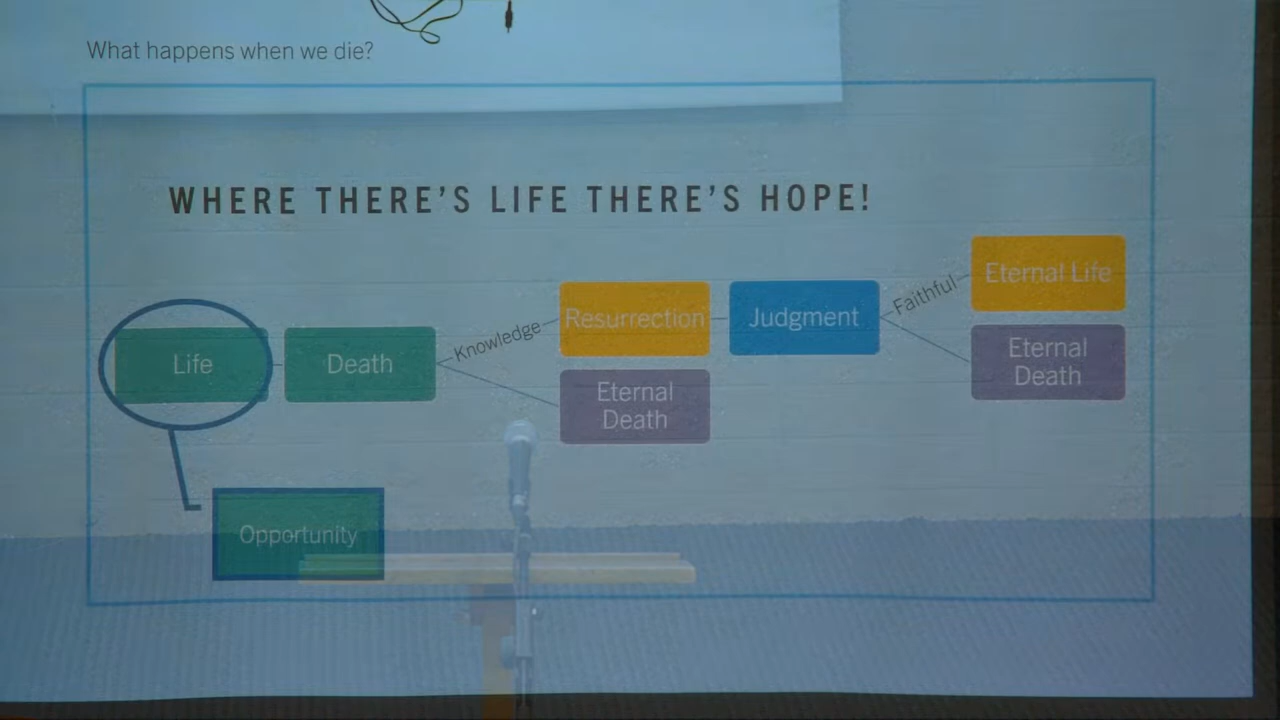 What happens when we die?
WHERE THERE'S LIFE THERE'S HOPE!
Life
Death
Knowledge
Resurrection
Eternal
Death
Judgment
Faithful
Eternal Life
Eternal
Death
Opportunity